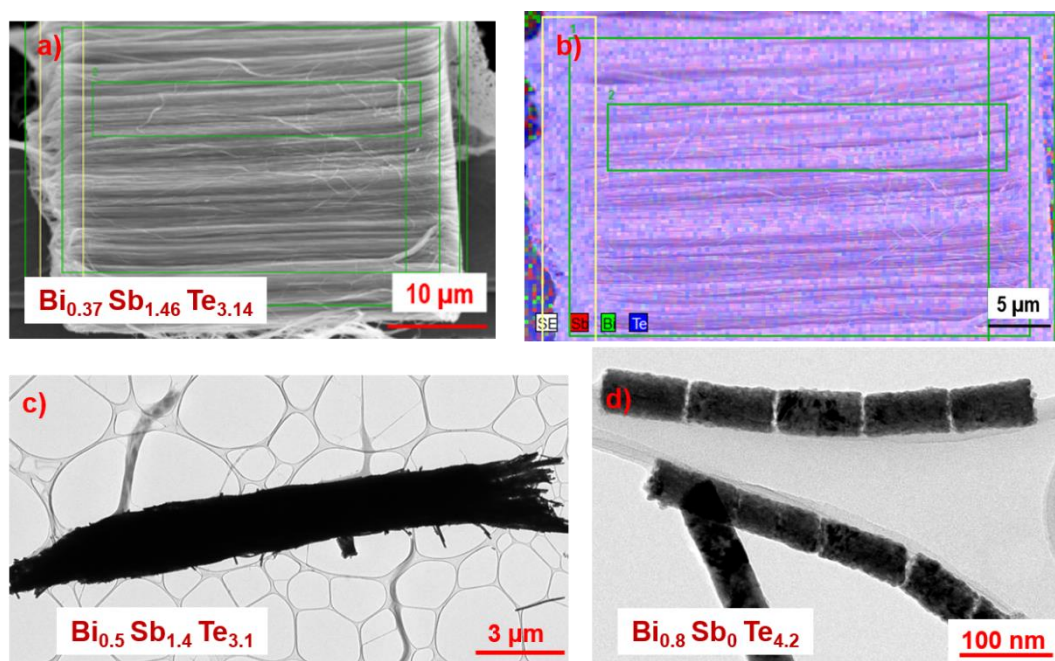 a)
2
Bi0.37 Sb1.46 Te3.14
10 µm
b)
1
2
SE Sb Bi Te
5 µm
c)
Bi0.5 Sb1.4 Te3.1
3 µm
d)
Bi0.8 Sb0 Te4.2
100 nm